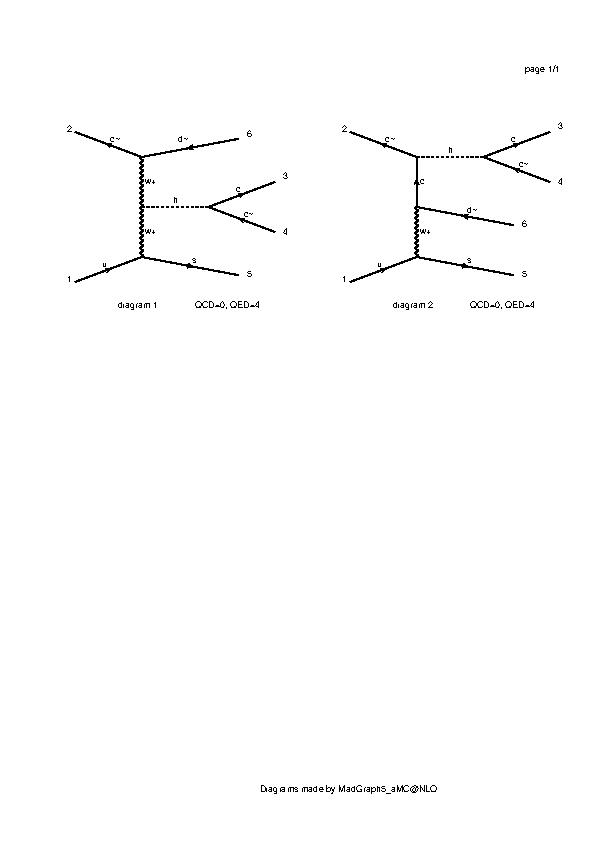 page 1/1
2
c~
d~
6
w+
h
c
3
c~
4
w+
u
s
1
5
diagram 1 QCD=0, QED=4
2
c~
h
c
3
c~
4
c
d~
6
w+
u
s
1
5
diagram 2 QCD=0, QED=4
Diagrams made by MadGraph5_aMC@NLO